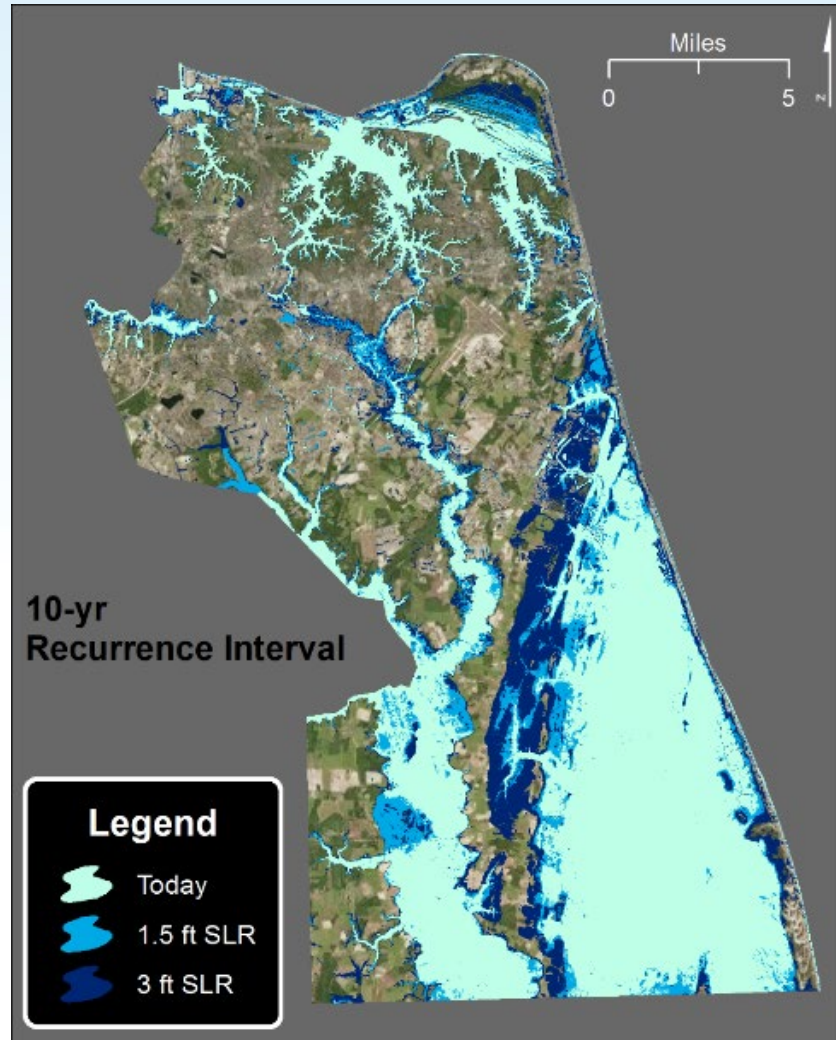 Miles
0 5
N
10-yr
Recurrence Interval
Legend
Today
1.5 ft SLR
3 ft SLR